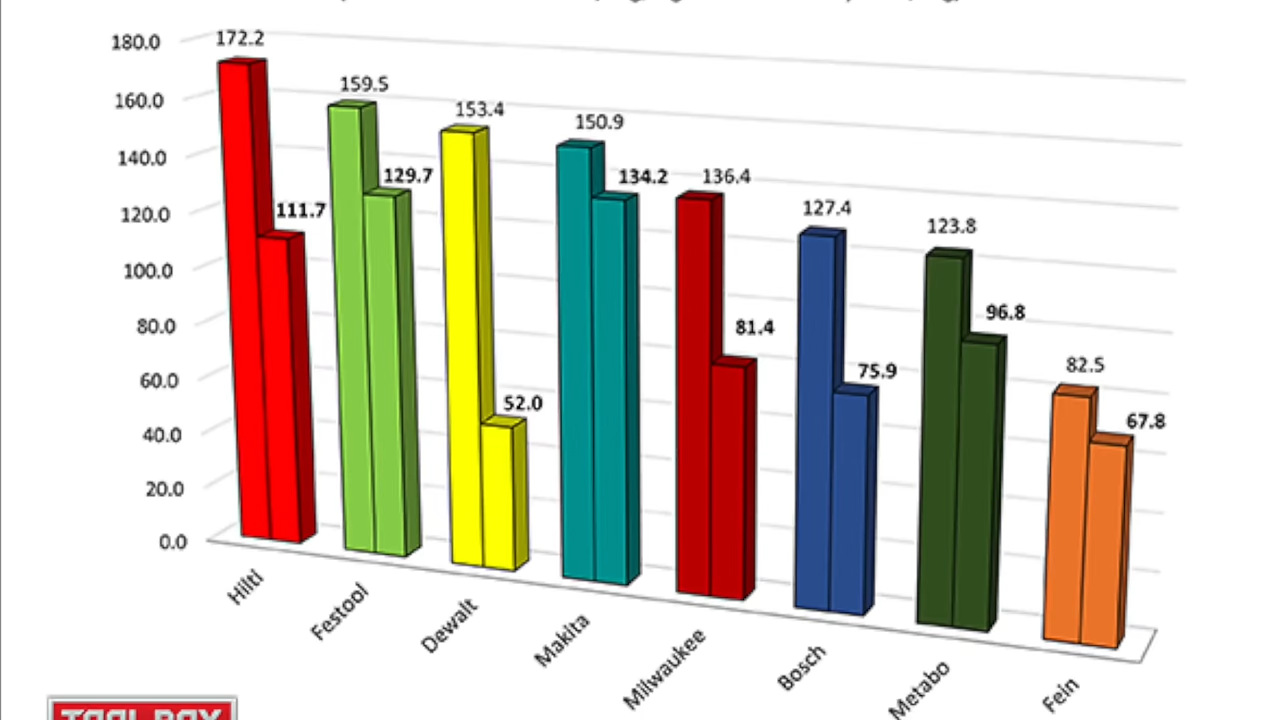 180.0
160.0
140.0
120.0
100.0
80.0
60.0
40.0
20.0
0.0
172.2
111.7
159.5
129.7
153.4
52.0
150.9
134.2
136.4
81.4
127.4
75.9
123.8
96.8
82.5
67.8
Hilti
Festool
Dewalt
Makita
Milwaukee
Bosch
Metabo
Fein
TOOL BOX